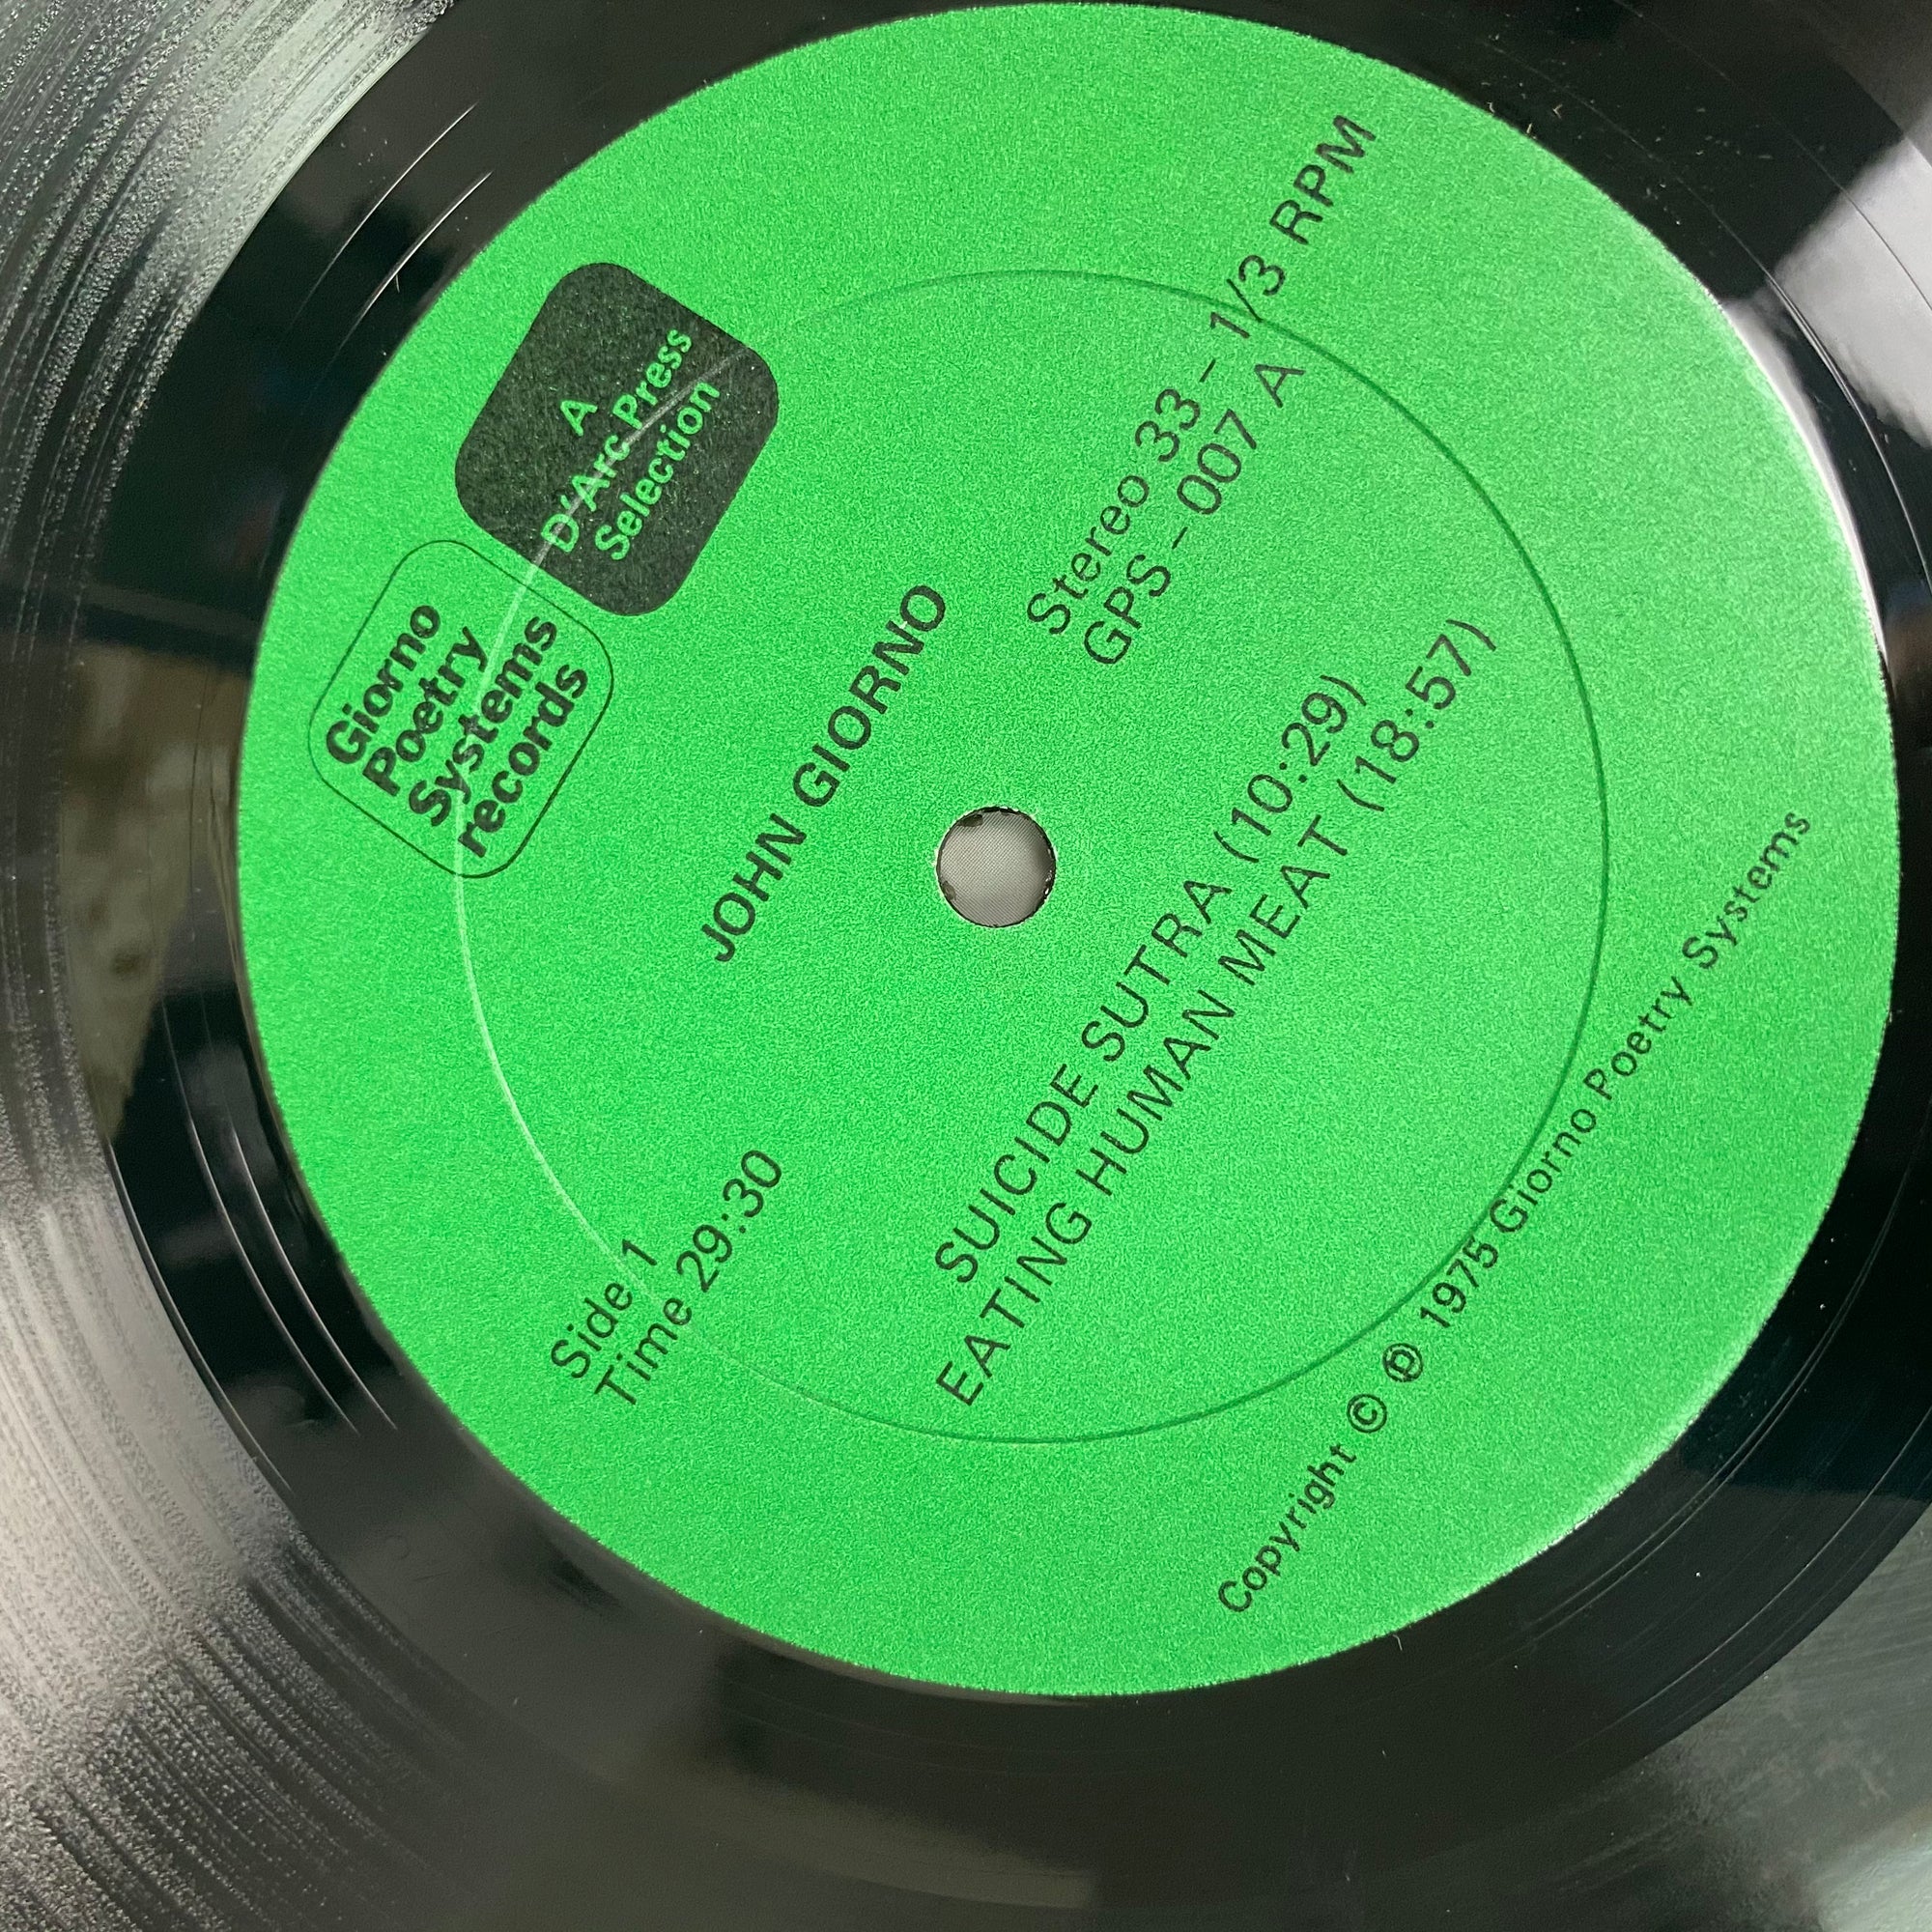 Giorno
Poetry
Systems
records
A
D'Arc Press
Selection
JOHN GIORNO
Side 1
Time 29:30
Stereo 33 - 1/3 RPM
GPS - 007 A
SUICIDE SUTRA (10:29)
EATING HUMAN MEAT (18:57)
Copyright © ℗ 1975 Giorno Poetry Systems